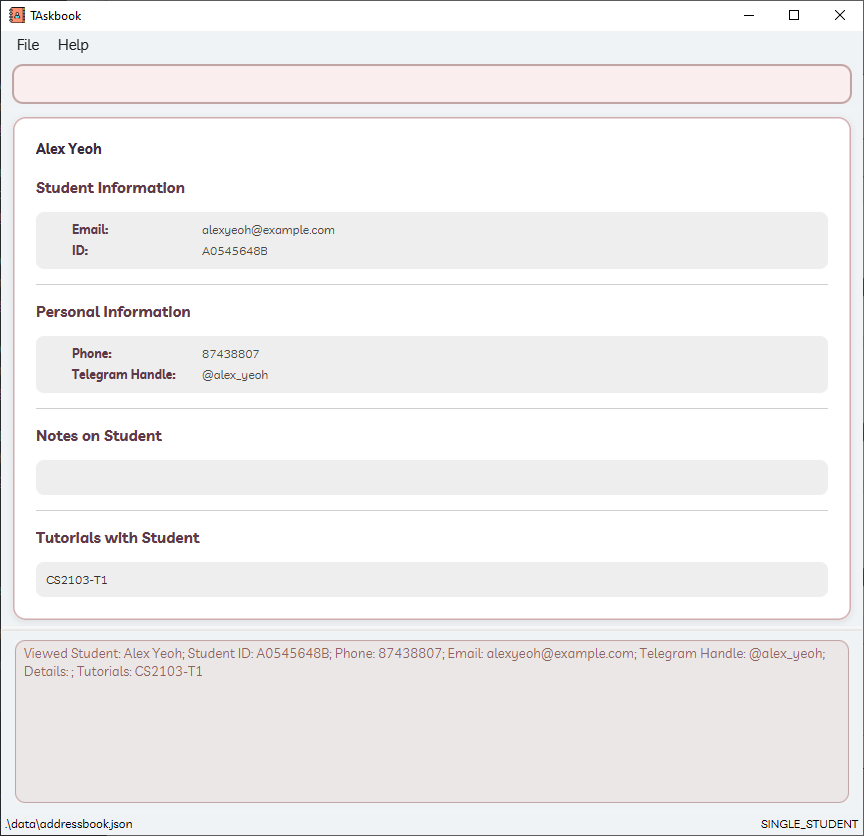 TAskbook
File Help
Alex Yeoh
Student Information
Email: alexyeoh@example.com
ID: A0545648B
Personal Information
Phone: 87438807
Telegram Handle: @alex_yeoh
Notes on Student
Tutorials with Student
CS2103-T1
Viewed Student: Alex Yeoh; Student ID: A0545648B; Phone: 87438807; Email: alexyeoh@example.com; Telegram Handle: @alex_yeoh;
Details: ; Tutorials: CS2103-T1
.\data\addressbook.json SINGLE_STUDENT